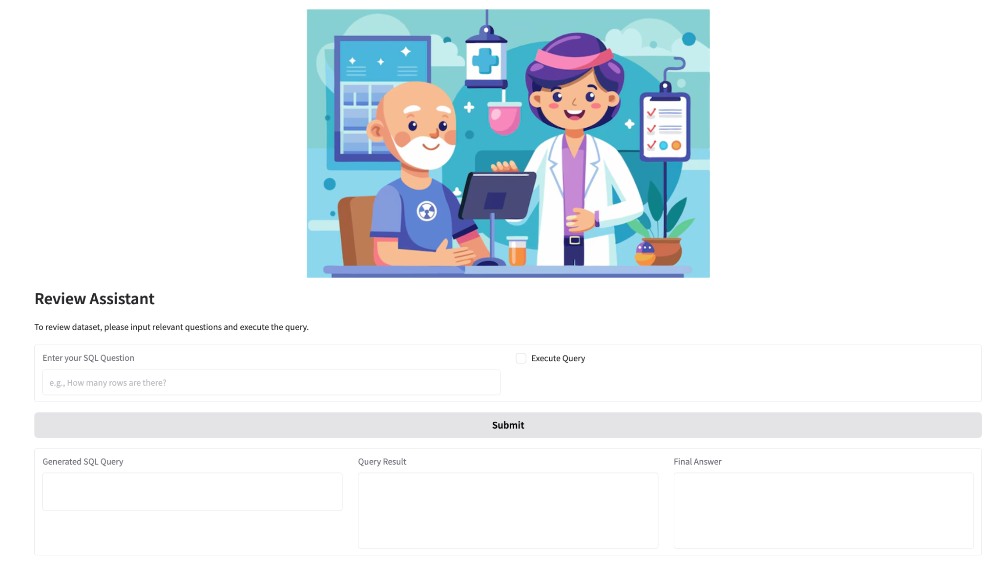 Review Assistant
To review dataset, please input relevant questions and execute the query.
Enter your SQL Question
Execute Query
e.g., How many rows are there?
Submit
Generated SQL Query
Query Result
Final Answer